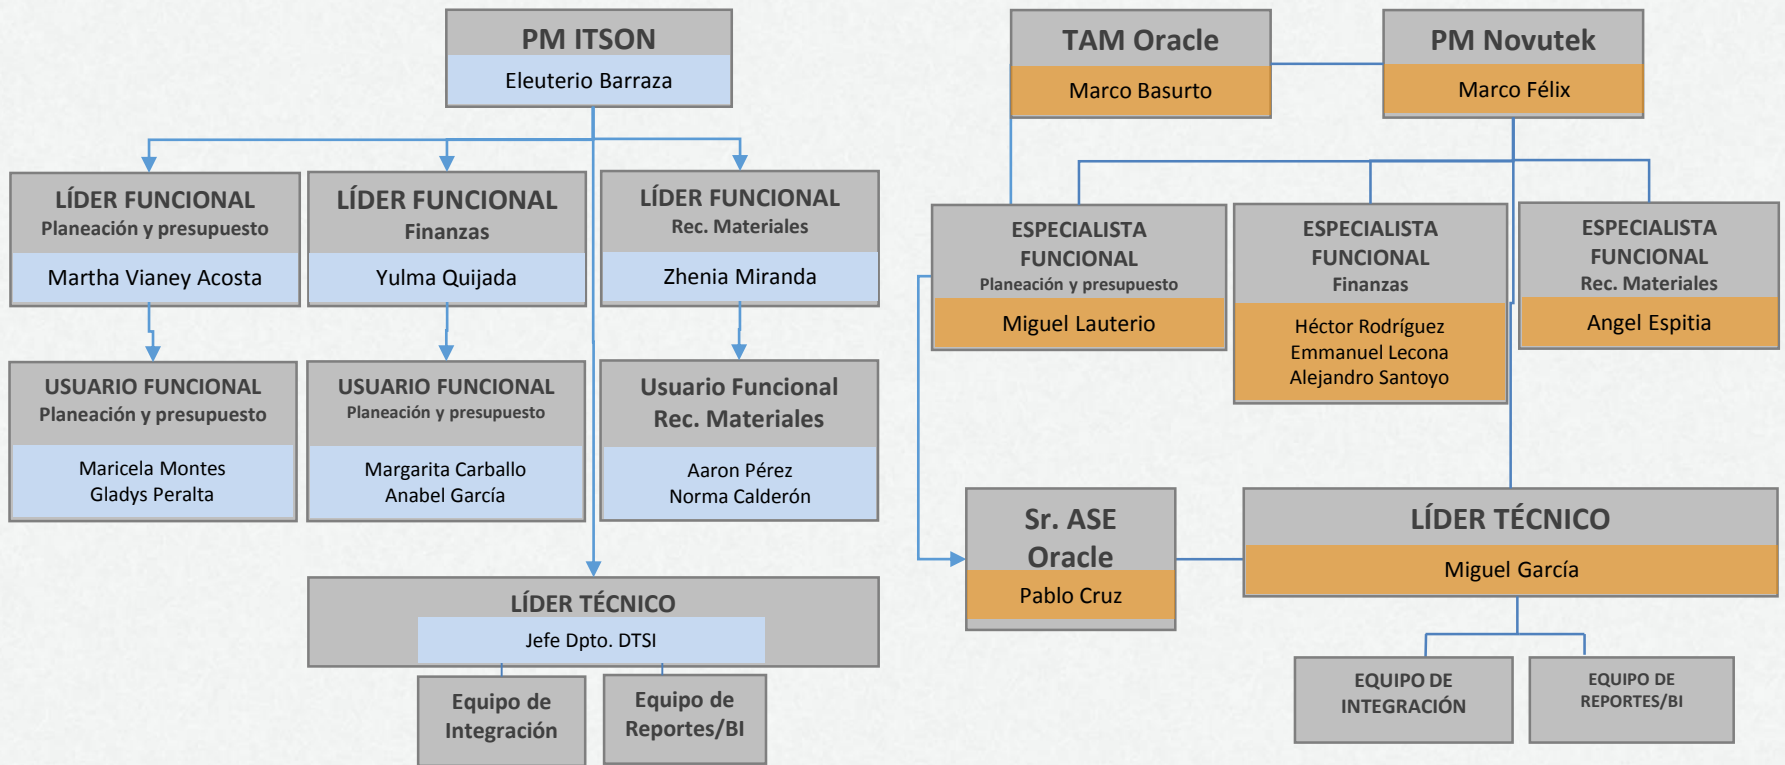 PM ITSON
Eleuterio Barraza
LÍDER FUNCIONAL
Planeación y presupuesto
Martha Vianey Acosta
LÍDER FUNCIONAL
Finanzas
Yulma Quijada
LÍDER FUNCIONAL
Rec. Materiales
Zhenia Miranda
USUARIO FUNCIONAL
Planeación y presupuesto
Maricela Montes
Gladys Peralta
USUARIO FUNCIONAL
Planeación y presupuesto
Margarita Carballo
Anabel García
Usuario Funcional
Rec. Materiales
Aaron Pérez
Norma Calderón
LÍDER TÉCNICO
Jefe Dpto. DTSI
Equipo de
Integración
Equipo de
Reportes/BI
TAM Oracle
Marco Basurto
PM Novutek
Marco Félix
ESPECIALISTA
FUNCIONAL
Planeación y presupuesto
Miguel Lauterio
ESPECIALISTA
FUNCIONAL
Finanzas
Héctor Rodríguez
Emmanuel Lecona
Alejandro Santoyo
ESPECIALISTA
FUNCIONAL
Rec. Materiales
Angel Espitia
Sr. ASE
Oracle
Pablo Cruz
LÍDER TÉCNICO
Miguel García
EQUIPO DE
INTEGRACIÓN
EQUIPO DE
REPORTES/BI